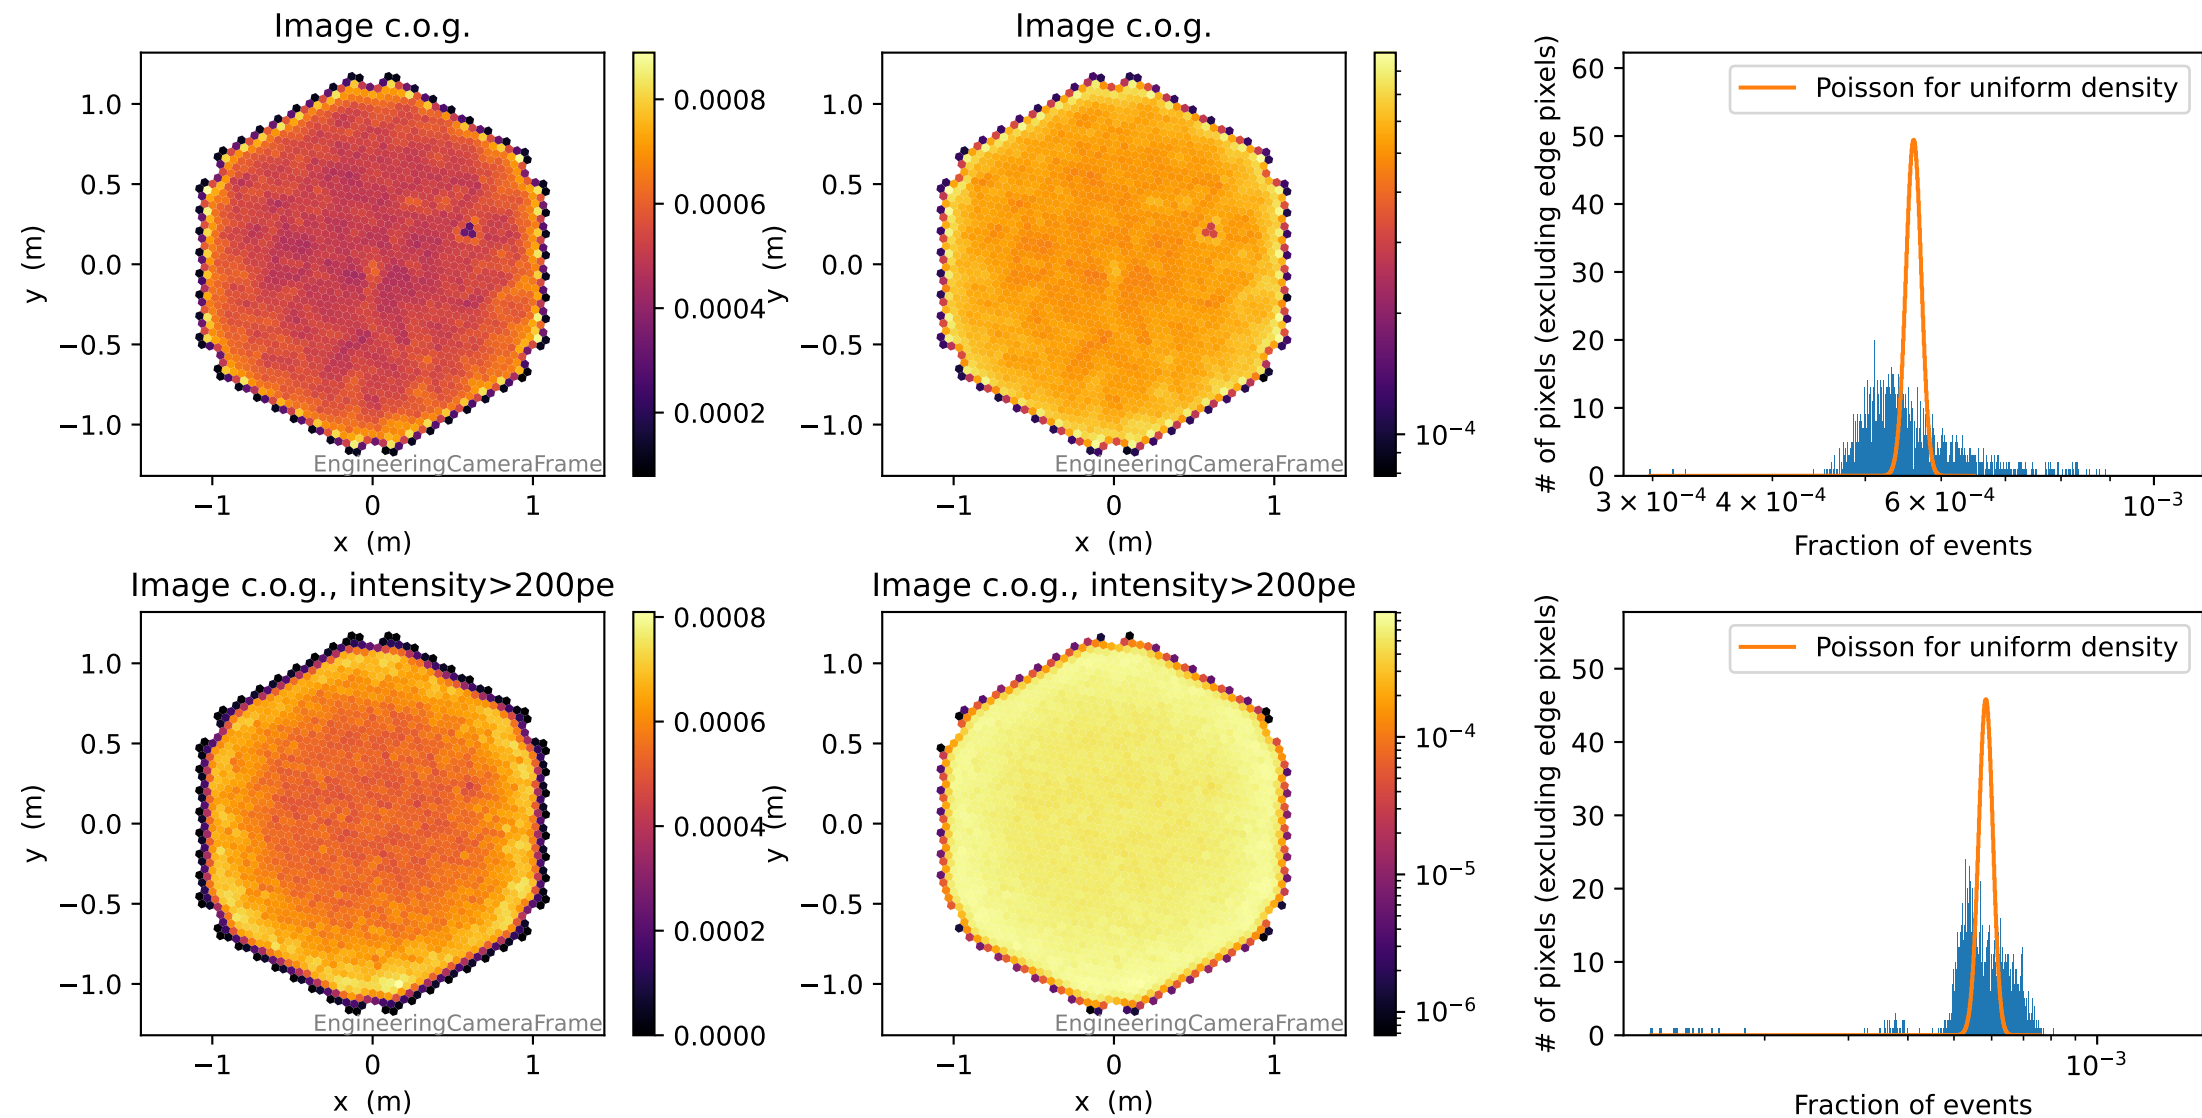 Image c.o.g.
y (m)
1.0
0.5
0.0
−0.5
−1.0
EngineeringCameraFrame
−1 0 1
x (m)
0.0008
0.0006
0.0004
0.0002
Image c.o.g.
y (m)
1.0
0.5
0.0
−0.5
−1.0
EngineeringCameraFrame
−1 0 1
x (m)
10⁻⁴
# of pixels (excluding edge pixels)
60
50
40
30
20
10
0
Poisson for uniform density
3 × 10⁻⁴ 4 × 10⁻⁴ 6 × 10⁻⁴ 10⁻³
Fraction of events
Image c.o.g., intensity>200pe
y (m)
1.0
0.5
0.0
−0.5
−1.0
EngineeringCameraFrame
−1 0 1
x (m)
0.0008
0.0006
0.0004
0.0002
0.0000
Image c.o.g., intensity>200pe
y (m)
1.0
0.5
0.0
−0.5
−1.0
EngineeringCameraFrame
−1 0 1
x (m)
10⁻⁴
10⁻⁵
10⁻⁶
# of pixels (excluding edge pixels)
50
40
30
20
10
0
Poisson for uniform density
10⁻³
Fraction of events